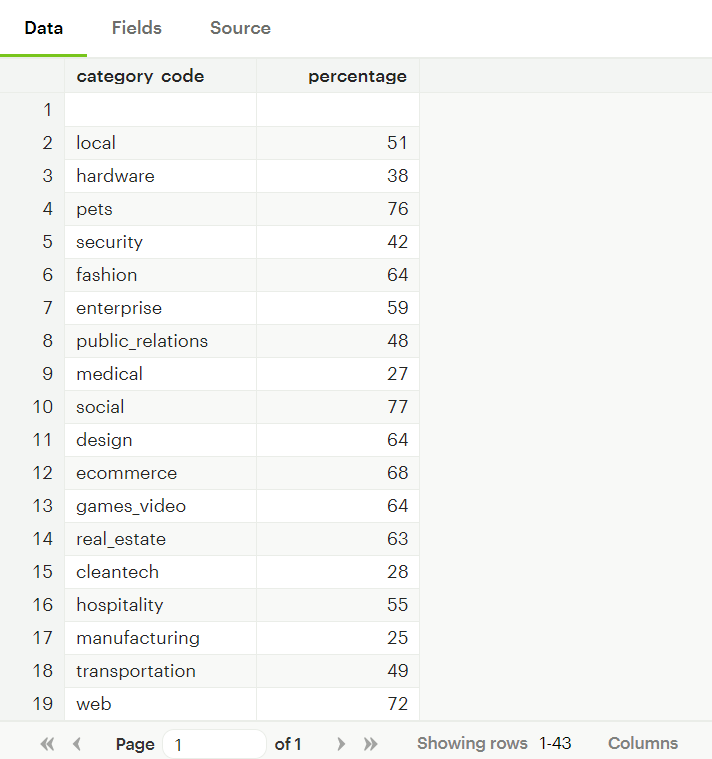 Data Fields Source
category_code percentage
1
2 local 51
3 hardware 38
4 pets 76
5 security 42
6 fashion 64
7 enterprise 59
8 public_relations 48
9 medical 27
10 social 77
11 design 64
12 ecommerce 68
13 games_video 64
14 real_estate 63
15 cleantech 28
16 hospitality 55
17 manufacturing 25
18 transportation 49
19 web 72
Page 1 of 1 Showing rows 1-43 Columns